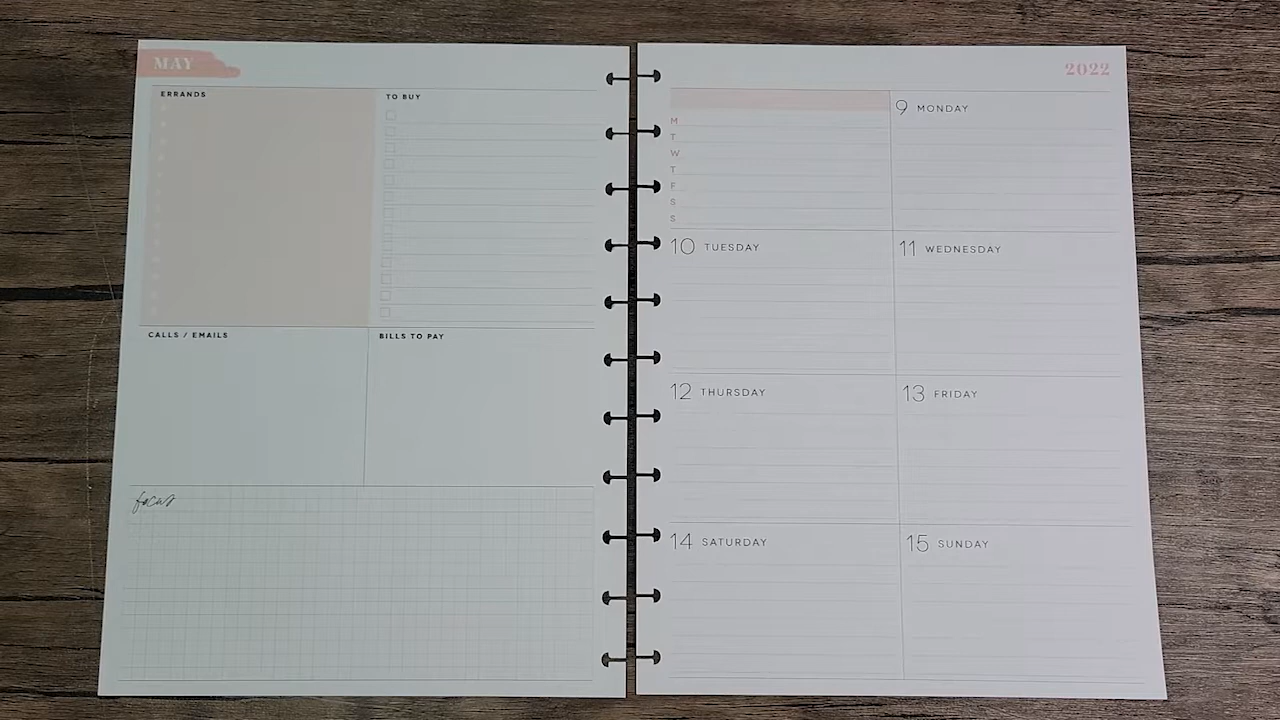 MAY
ERRANDS
TO BUY
CALLS / EMAILS
BILLS TO PAY
focus
2022
M
T
W
T
F
S
S
9 MONDAY
10 TUESDAY
11 WEDNESDAY
12 THURSDAY
13 FRIDAY
14 SATURDAY
15 SUNDAY